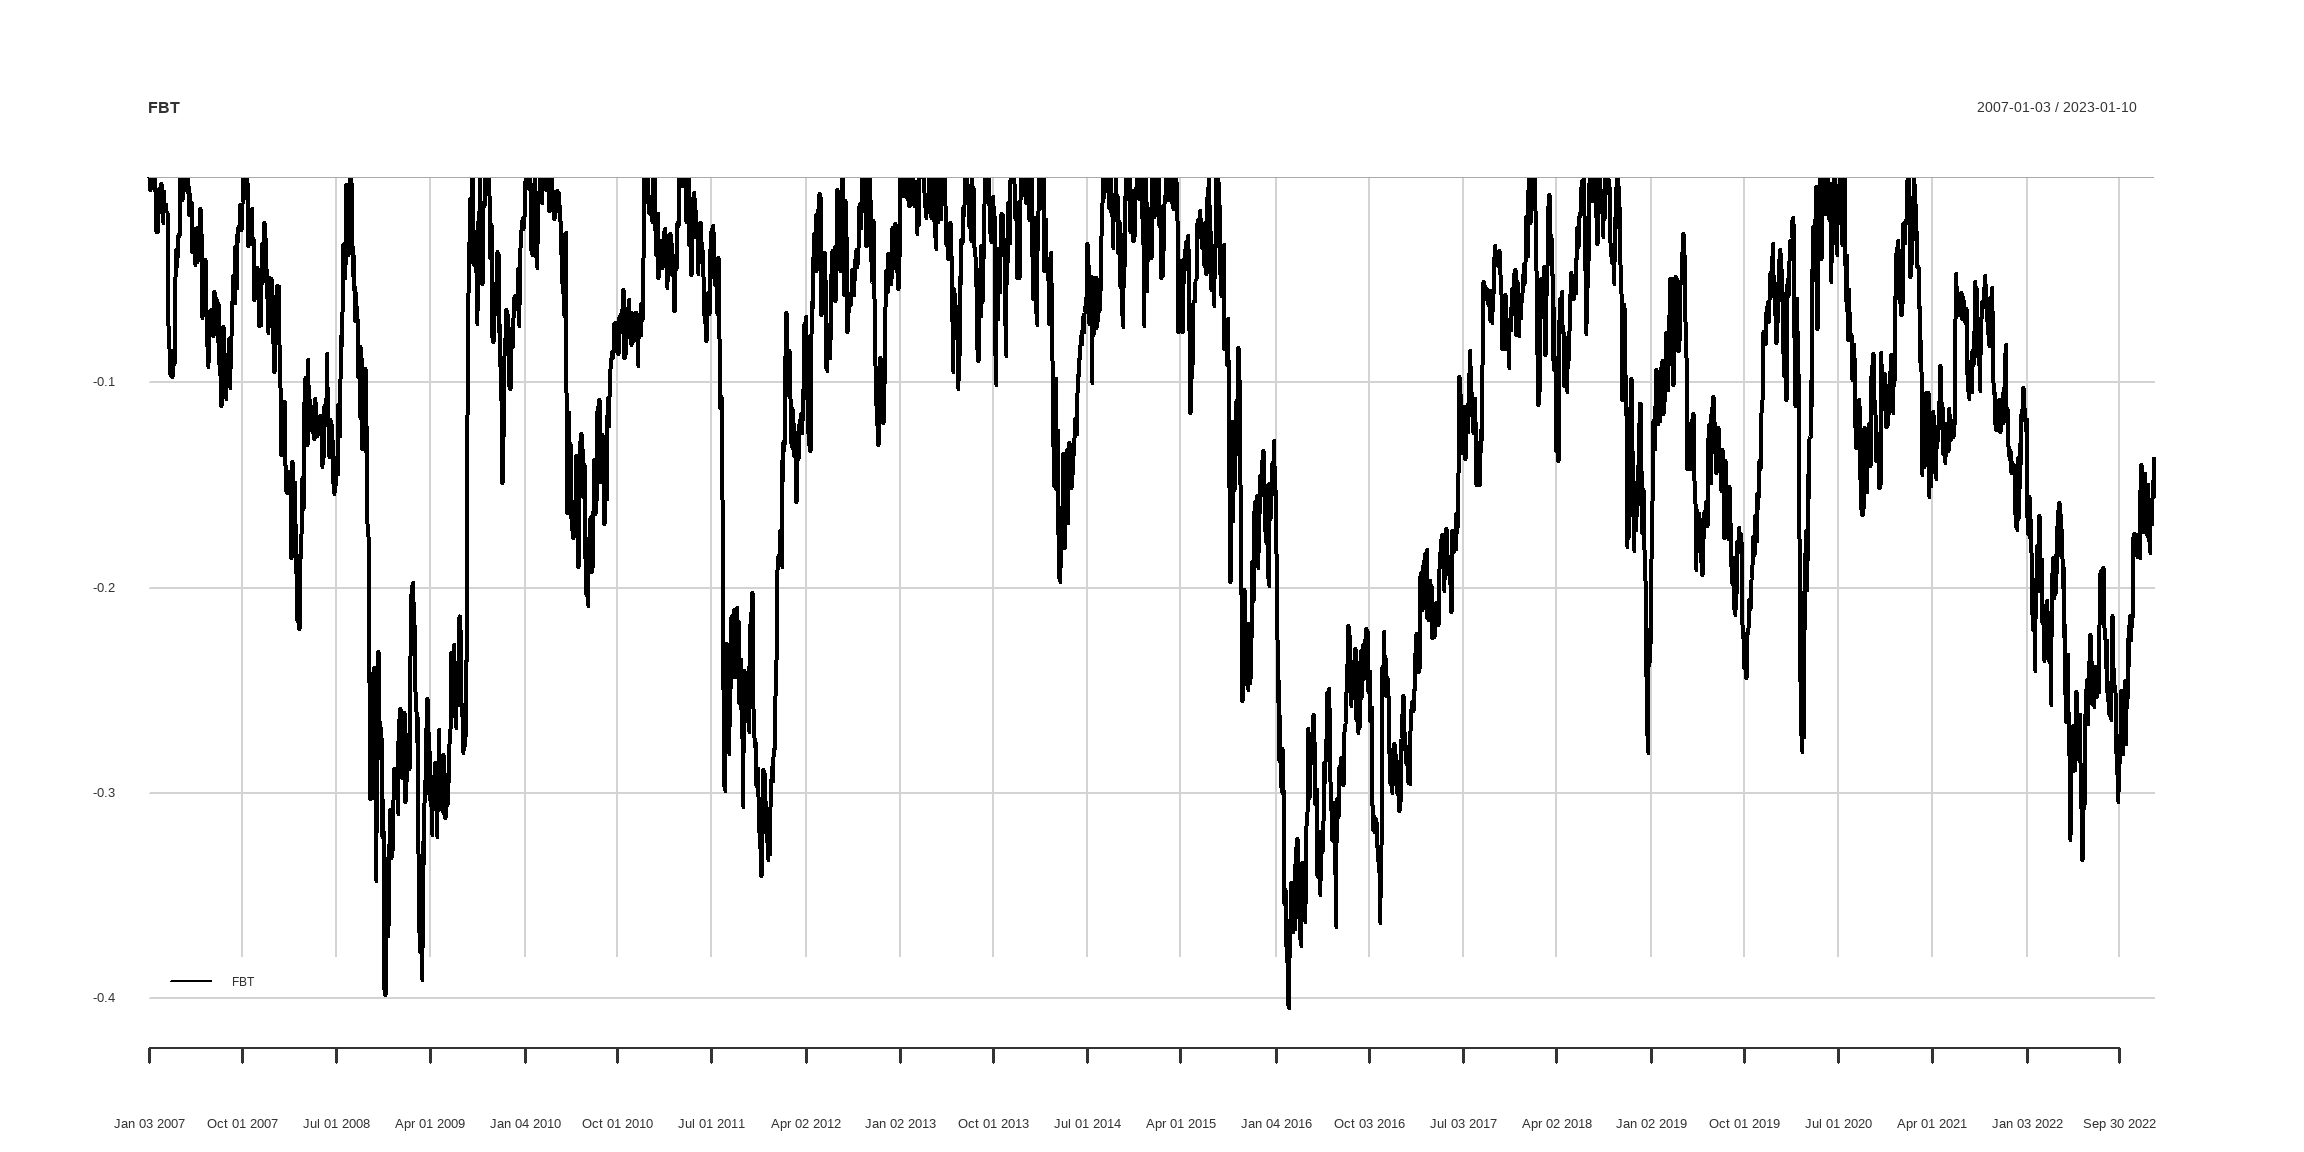 FBT
2007-01-03 / 2023-01-10
-0.1
-0.2
-0.3
-0.4
FBT
Jan 03 2007 Oct 01 2007 Jul 01 2008 Apr 01 2009 Jan 04 2010 Oct 01 2010 Jul 01 2011 Apr 02 2012 Jan 02 2013 Oct 01 2013 Jul 01 2014 Apr 01 2015 Jan 04 2016 Oct 03 2016 Jul 03 2017 Apr 02 2018 Jan 02 2019 Oct 01 2019 Jul 01 2020 Apr 01 2021 Jan 03 2022 Sep 30 2022